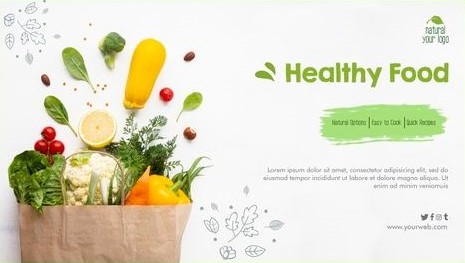 natural
your logo
Healthy Food
Natural Options | Easy to Cook | Quick Recipes
Lorem ipsum dolor sit amet, consectetur adipisicing elit, sed do eiusmod
tempor incididunt ut labore et dolore magna aliqua. Ut
enim ad minim veniamuis
www.yourweb.com